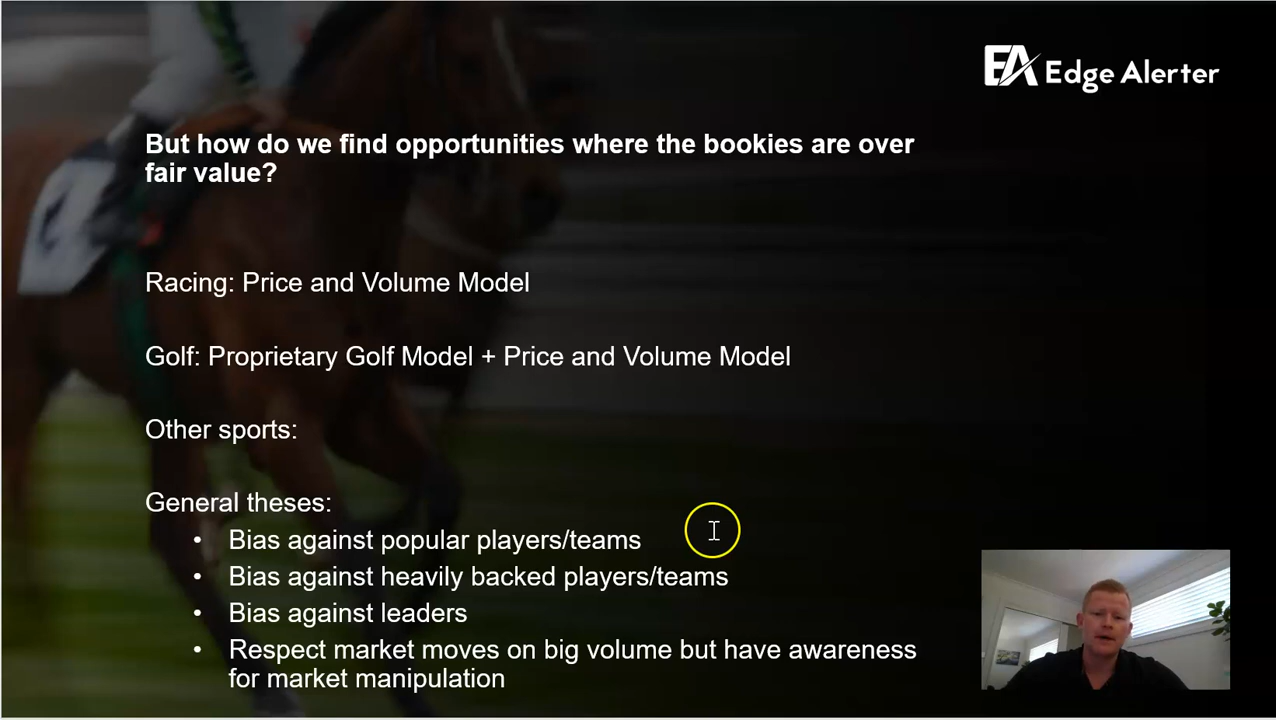 EA Edge Alerter
But how do we find opportunities where the bookies are over
fair value?
Racing: Price and Volume Model
Golf: Proprietary Golf Model + Price and Volume Model
Other sports:
General theses:
• Bias against popular players/teams
• Bias against heavily backed players/teams
• Bias against leaders
• Respect market moves on big volume but have awareness
for market manipulation